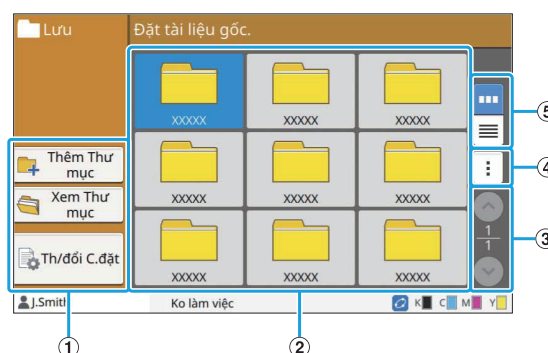 Lưu
Đặt tài liệu gốc.
XXXXX XXXXX XXXXX
Thêm Thư
mục
XXXXX XXXXX XXXXX
Xem Thư
mục
Th/đổi C.đặt
XXXXX XXXXX XXXXX
1
1
J.Smith
Ko làm việc
K C M Y
5
4
3
1
2